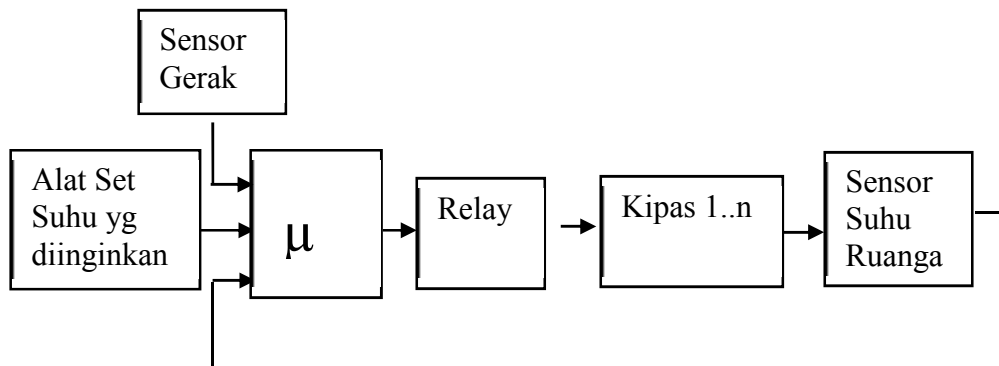 Sensor
Gerak
Alat Set
Suhu yg
diinginkan
μ
Relay
Kipas 1..n
Sensor
Suhu
Ruanga